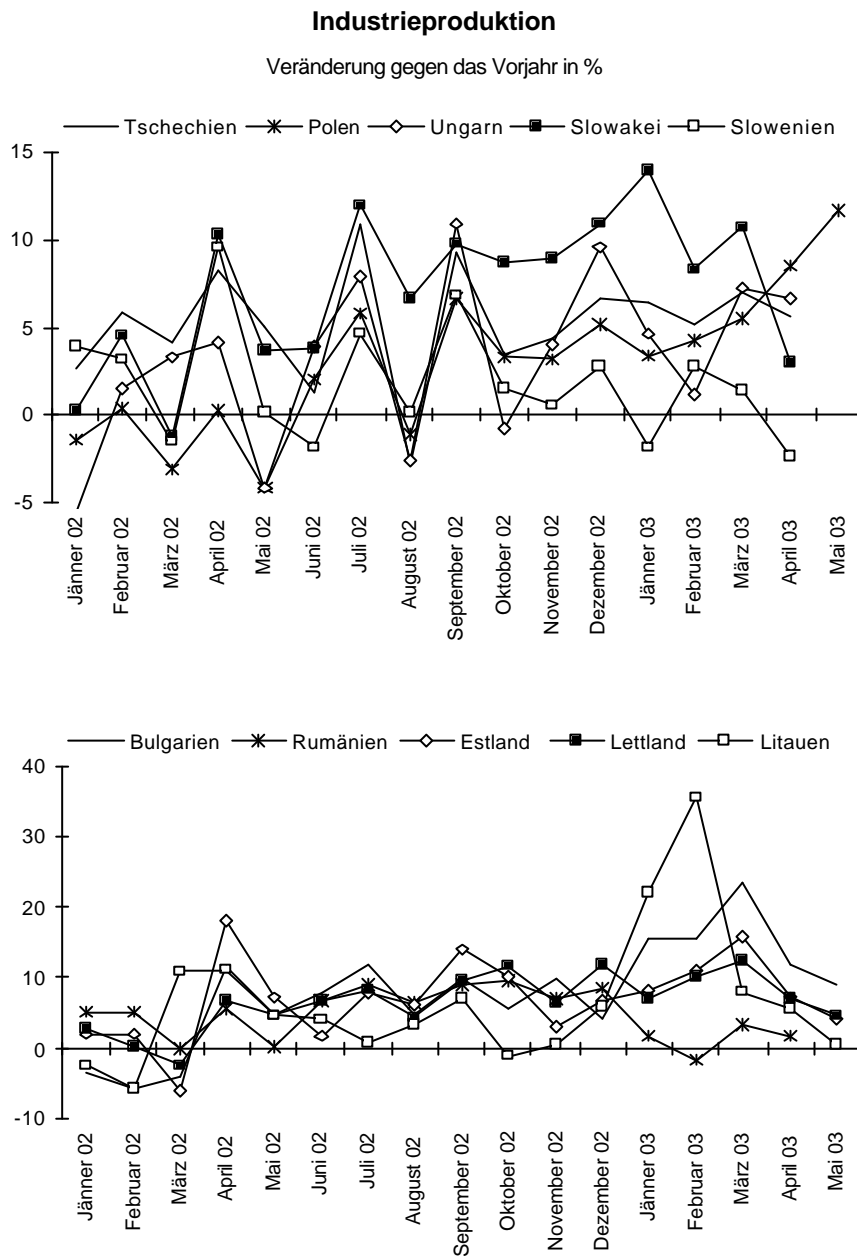 Industrieproduktion
Veränderung gegen das Vorjahr in %
Tschechien Polen Ungarn Slowakei Slowenien
15
10
5
0
-5
Jänner 02 Februar 02 März 02 April 02 Mai 02 Juni 02 Juli 02 August 02 September 02 Oktober 02 November 02 Dezember 02 Jänner 03 Februar 03 März 03 April 03 Mai 03
Bulgarien Rumänien Estland Lettland Litauen
40
30
20
10
0
-10
Jänner 02 Februar 02 März 02 April 02 Mai 02 Juni 02 Juli 02 August 02 September 02 Oktober 02 November 02 Dezember 02 Jänner 03 Februar 03 März 03 April 03 Mai 03